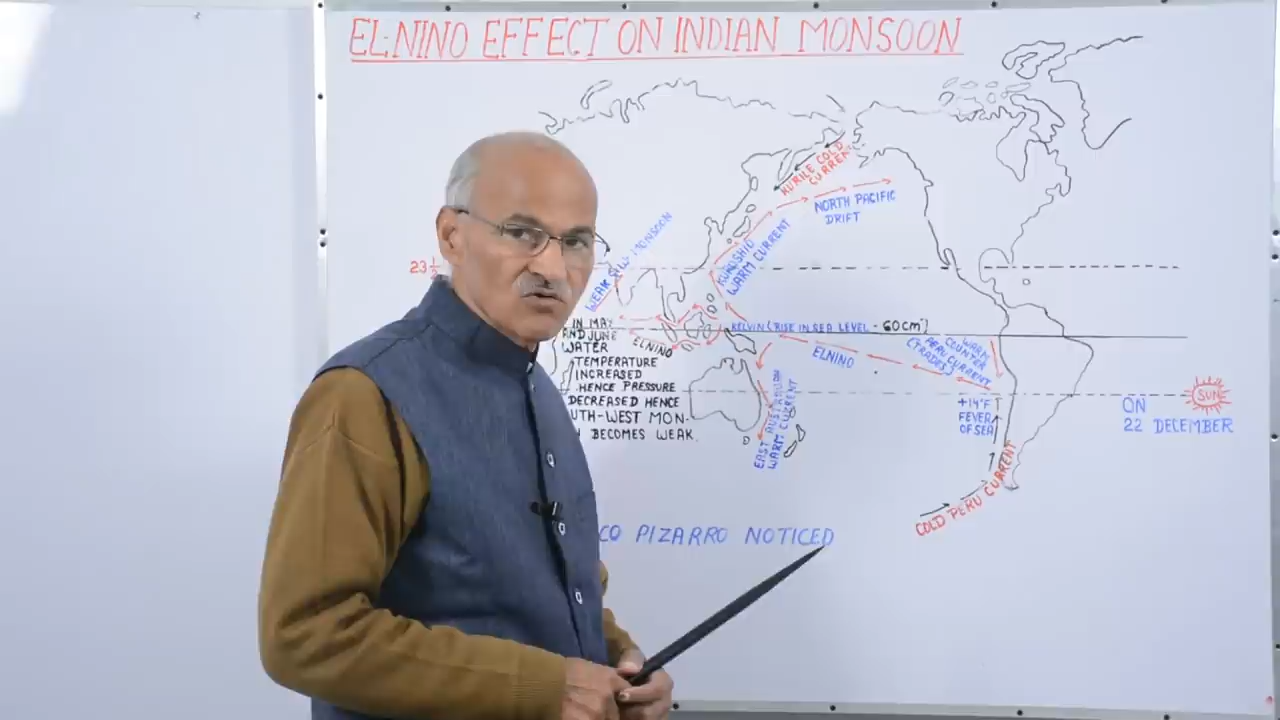 EL-NINO EFFECT ON INDIAN MONSOON
KURILE COLD
CURRENT
NORTH PACIFIC
DRIFT
KUROSHIO
WARM CURRENT
WEAK S.W. MONSOON
23 1/2
KELVIN (RISE IN SEA LEVEL - 60cm)
ELNINO
ELNINO
WARM
COUNTER
PERU CURRENT
(TRADES)
IN MAY
AND JUNE
WATER
TEMPERATURE
INCREASED
HENCE PRESSURE
DECREASED HENCE
UTH-WEST MON-
BECOMES WEAK.
EAST AUSTRALIAN
WARM CURRENT
+14°F
FEVER
OF SEA
SUN
ON
22 DECEMBER
COLD PERU CURRENT
CO PIZARRO NOTICED